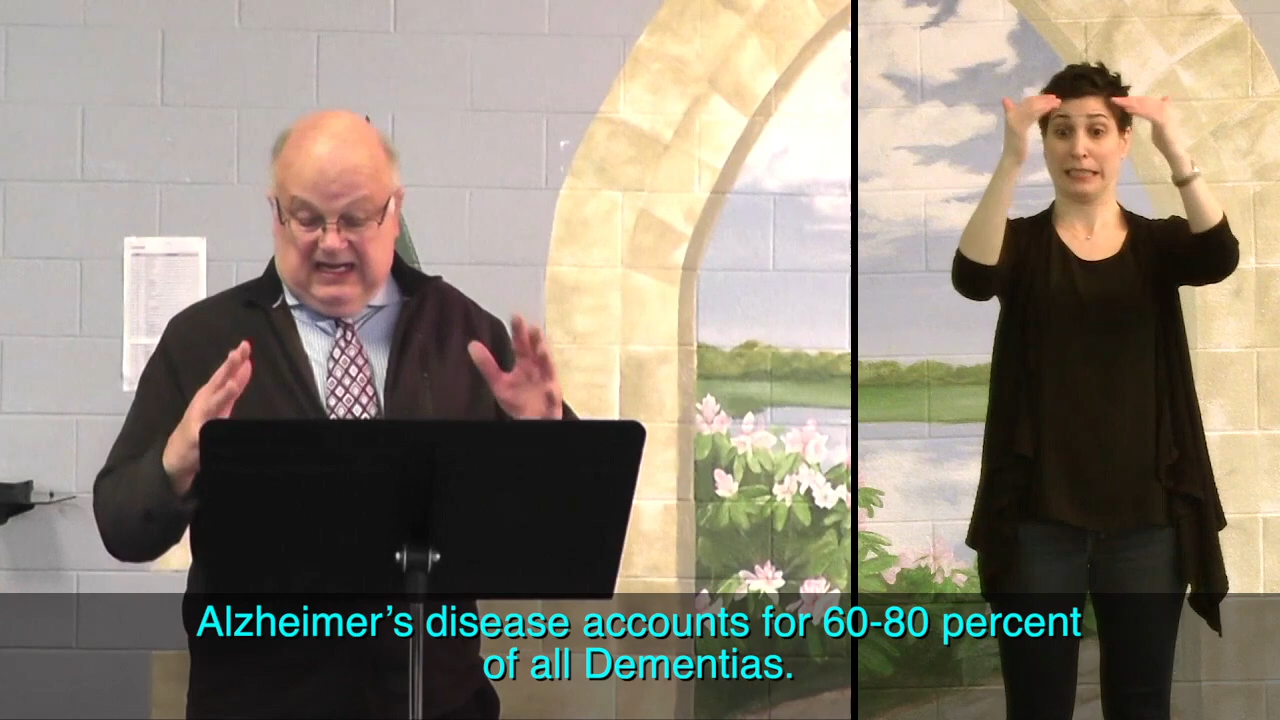 Alzheimer’s disease accounts for 60-80 percent
of all Dementias.